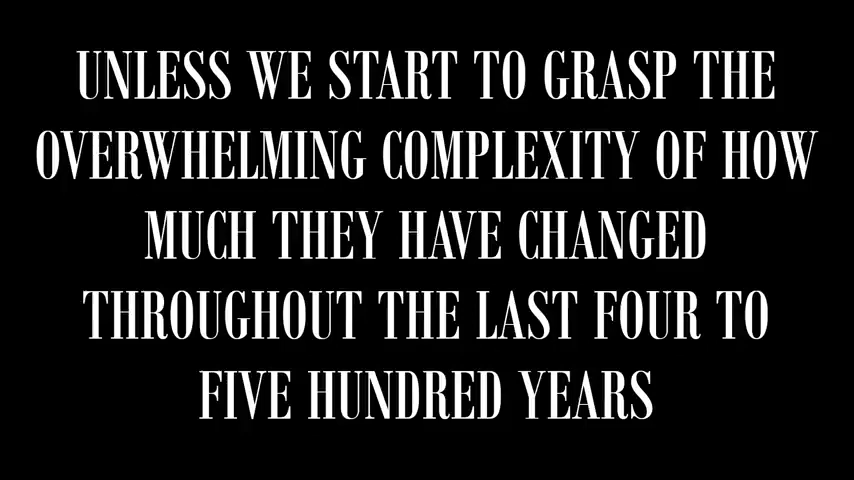 UNLESS WE START TO GRASP THE
OVERWHELMING COMPLEXITY OF HOW
MUCH THEY HAVE CHANGED
THROUGHOUT THE LAST FOUR TO
FIVE HUNDRED YEARS